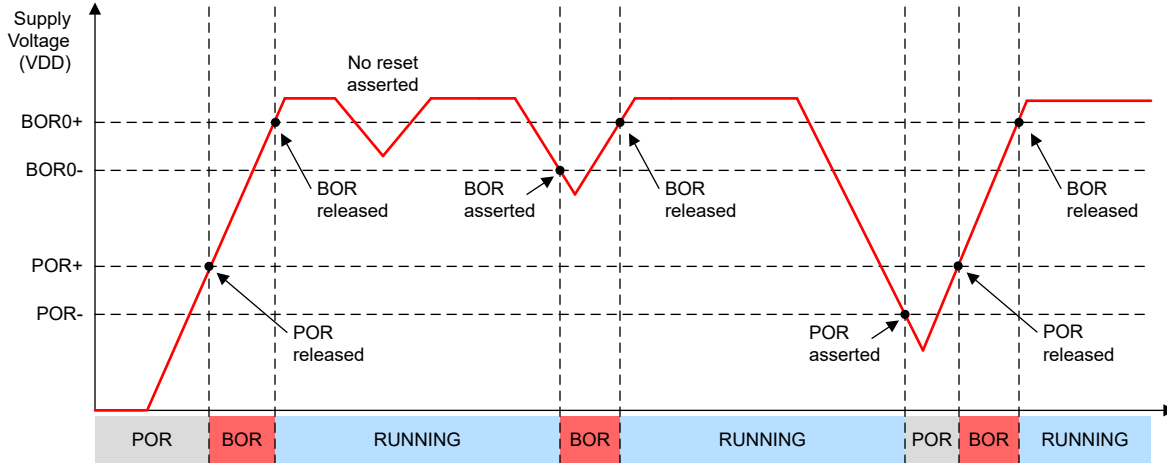 Supply
Voltage
(VDD)
No reset
asserted
BOR0+
BOR0-
BOR
released
BOR
asserted
BOR
released
BOR
released
POR+
POR-
POR
released
POR
asserted
POR
released
POR BOR RUNNING BOR RUNNING POR BOR RUNNING